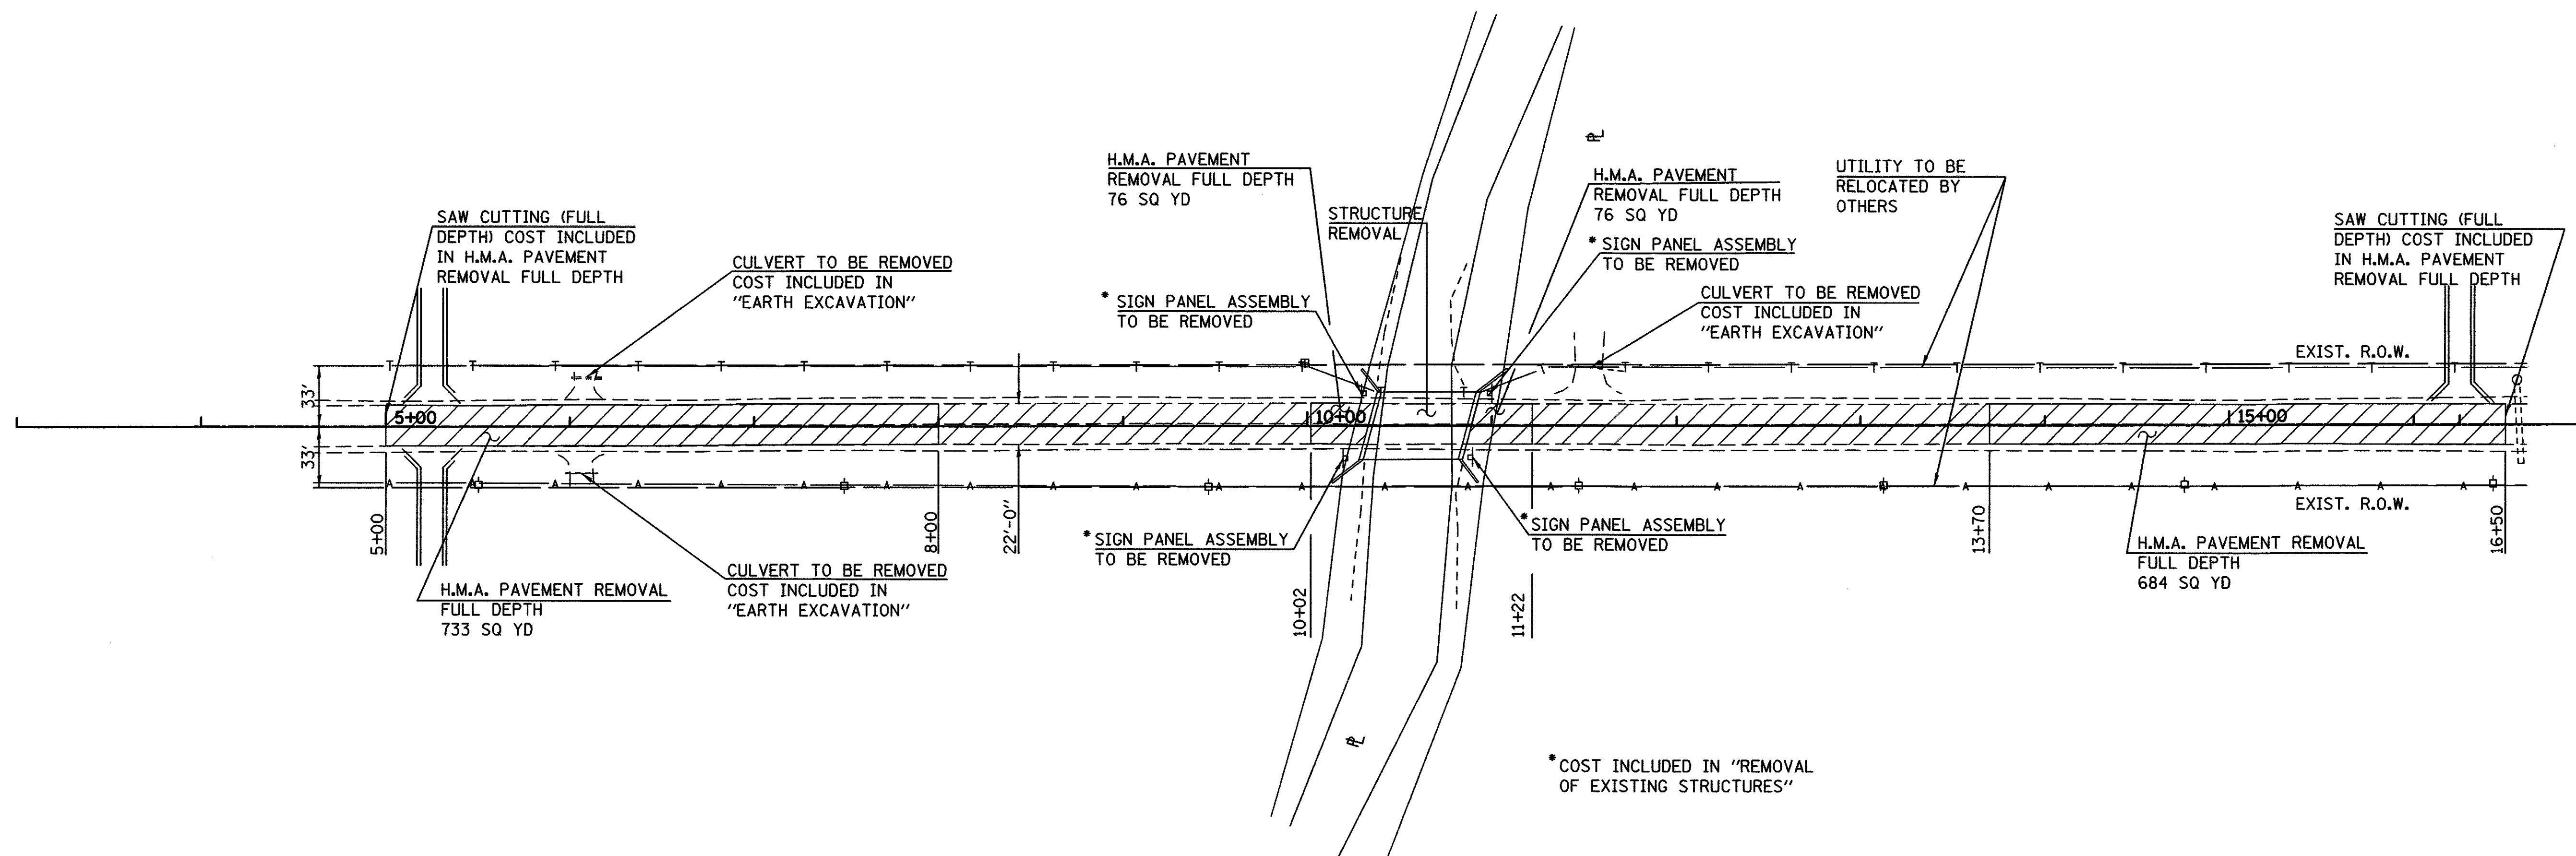 H.M.A. PAVEMENT
REMOVAL FULL DEPTH
76 SQ YD
STRUCTURE
REMOVAL
H.M.A. PAVEMENT
REMOVAL FULL DEPTH
76 SQ YD
UTILITY TO BE
RELOCATED BY
OTHERS
SAW CUTTING (FULL
DEPTH) COST INCLUDED
IN H.M.A. PAVEMENT
REMOVAL FULL DEPTH
SAW CUTTING (FULL
DEPTH) COST INCLUDED
IN H.M.A. PAVEMENT
REMOVAL FULL DEPTH
CULVERT TO BE REMOVED
COST INCLUDED IN
"EARTH EXCAVATION"
* SIGN PANEL ASSEMBLY
TO BE REMOVED
* SIGN PANEL ASSEMBLY
TO BE REMOVED
CULVERT TO BE REMOVED
COST INCLUDED IN
"EARTH EXCAVATION"
EXIST. R.O.W.
33'
33'
5+00
10+00
15+00
5+00
8+00
22'-0"
10+02
11+22
13+70
16+50
EXIST. R.O.W.
* SIGN PANEL ASSEMBLY
TO BE REMOVED
* SIGN PANEL ASSEMBLY
TO BE REMOVED
H.M.A. PAVEMENT REMOVAL
FULL DEPTH
733 SQ YD
CULVERT TO BE REMOVED
COST INCLUDED IN
"EARTH EXCAVATION"
H.M.A. PAVEMENT REMOVAL
FULL DEPTH
684 SQ YD
* COST INCLUDED IN "REMOVAL
OF EXISTING STRUCTURES"